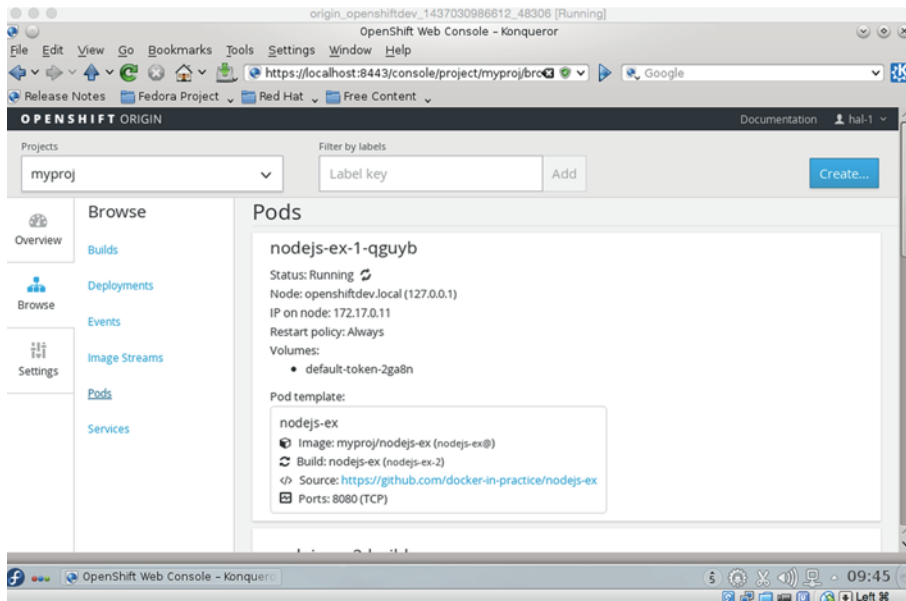 origin_openshiftdev_1437030986612_48306 [Running]
OpenShift Web Console – Konqueror
File Edit View Go Bookmarks Tools Settings Window Help
https://localhost:8443/console/project/myproj/bro
Google
Release Notes Fedora Project Red Hat Free Content
OPENSHIFT ORIGIN
Documentation hal-1
Projects
Filter by labels
myproj
Label key
Add
Create...
Overview
Browse
Settings
Browse
Builds
Deployments
Events
Image Streams
Pods
Services
Pods
nodejs-ex-1-qguyb
Status: Running
Node: openshiftdev.local (127.0.0.1)
IP on node: 172.17.0.11
Restart policy: Always
Volumes:
• default-token-2ga8n
Pod template:
nodejs-ex
Image: myproj/nodejs-ex (nodejs-ex@)
Build: nodejs-ex (nodejs-ex-2)
</> Source: https://github.com/docker-in-practice/nodejs-ex
Ports: 8080 (TCP)
OpenShift Web Console – Konquero
09:45
Left ⌘